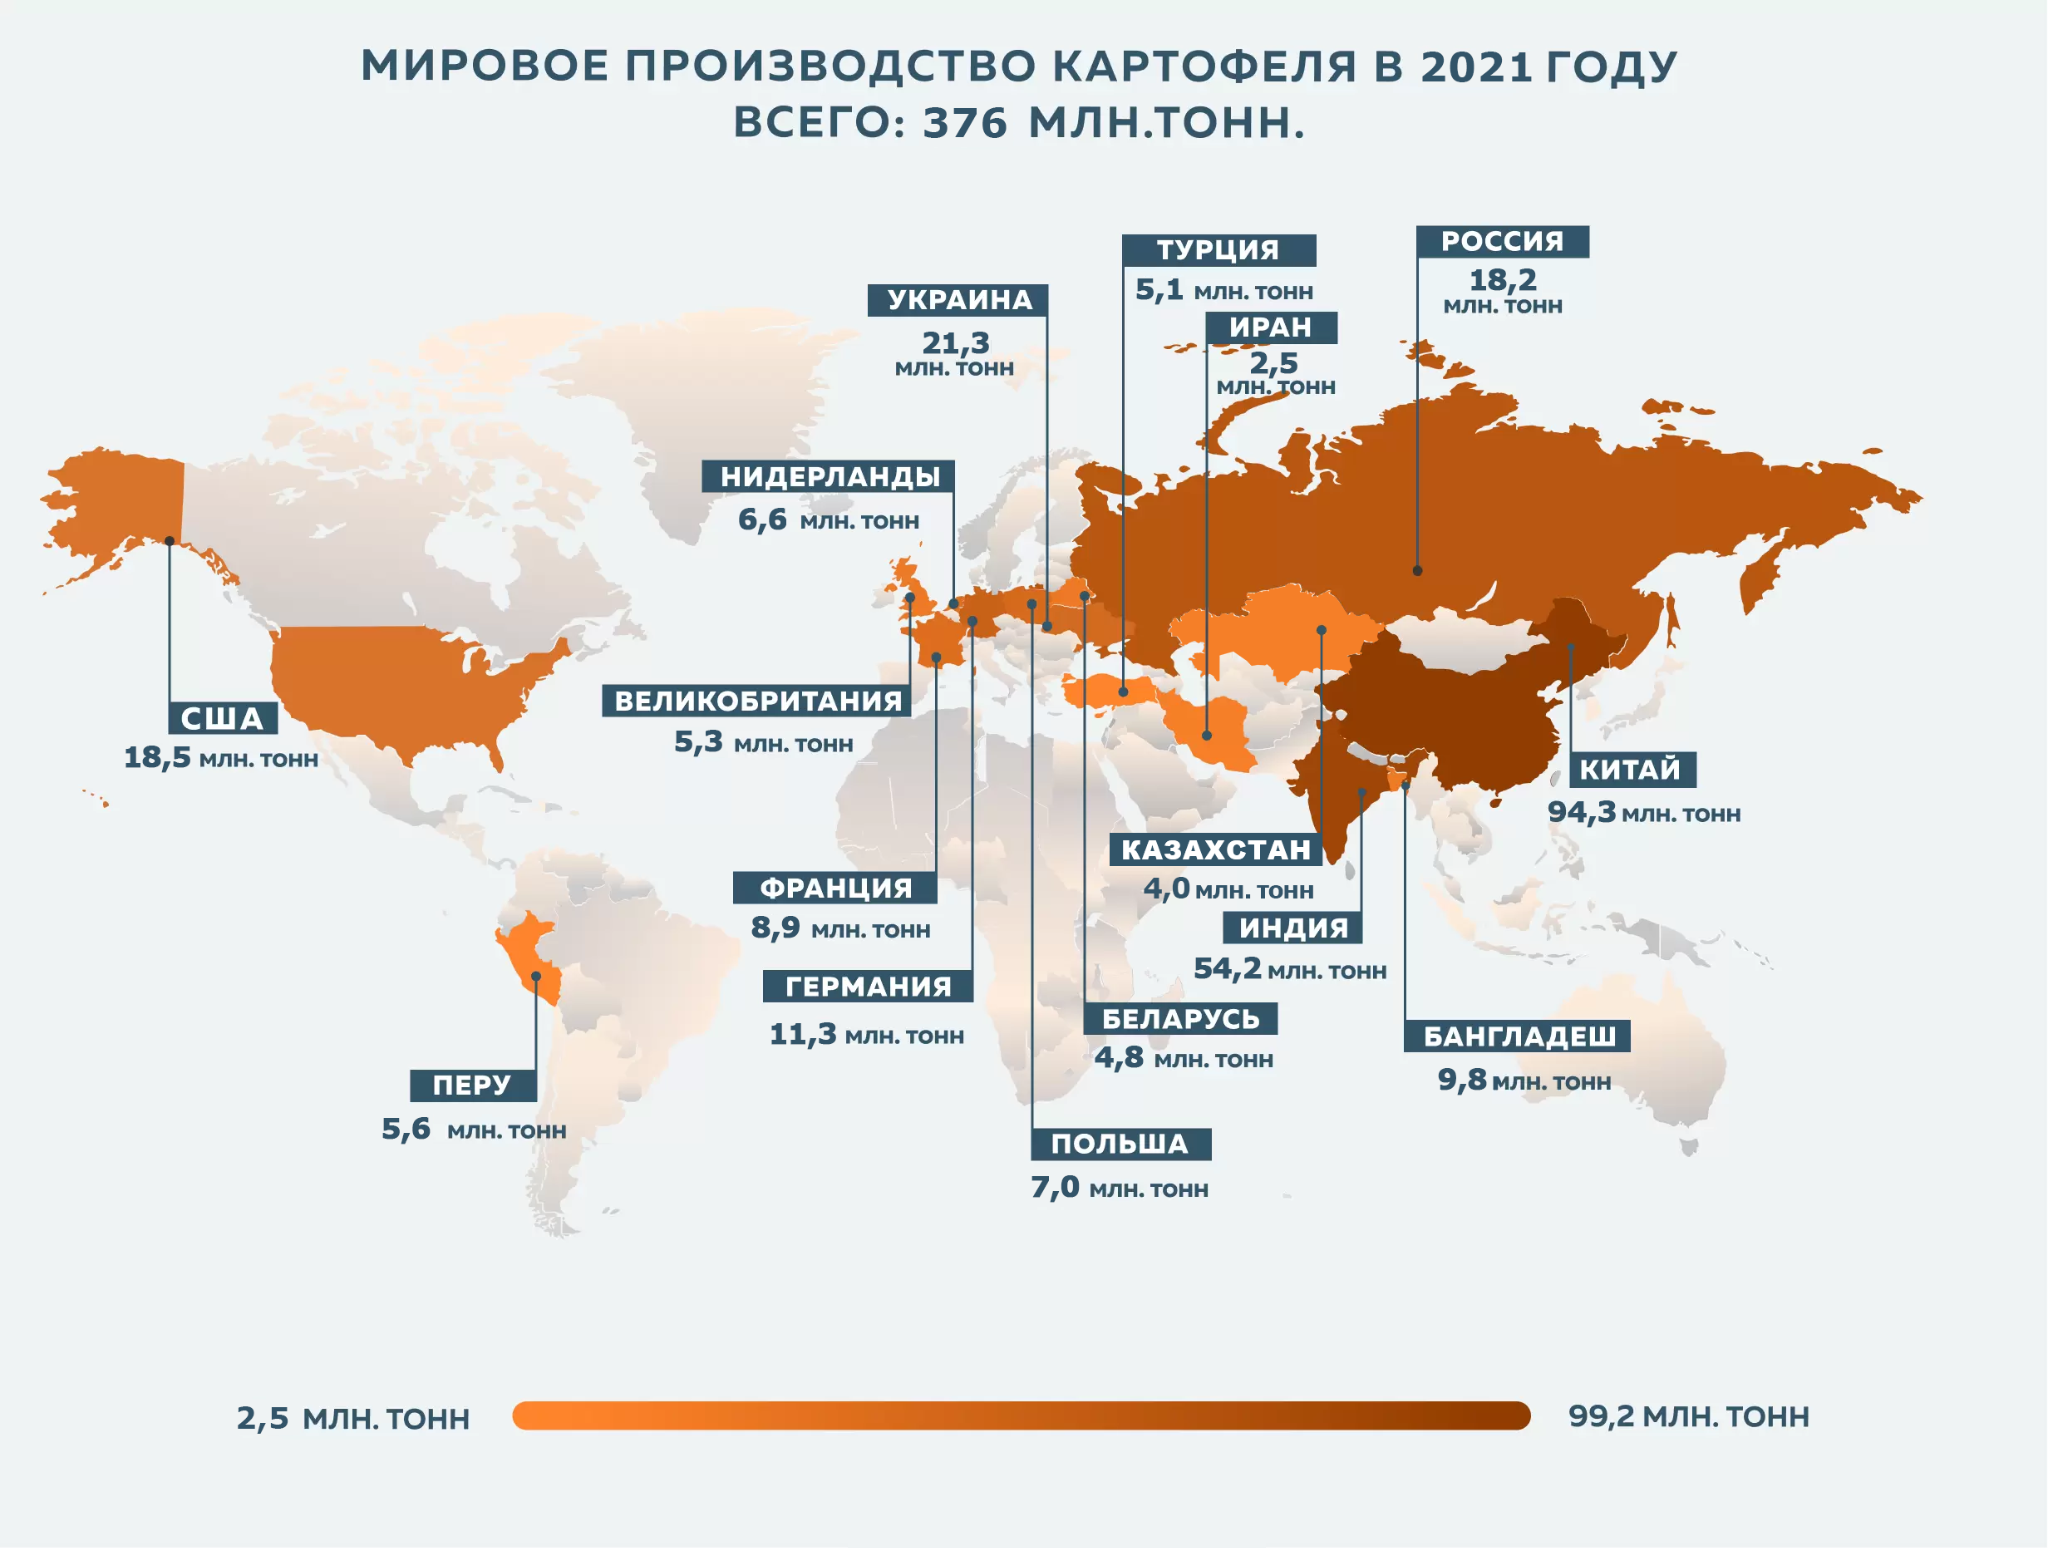 МИРОВОЕ ПРОИЗВОДСТВО КАРТОФЕЛЯ В 2021 ГОДУ
ВСЕГО: 376 МЛН.ТОНН.
РОССИЯ
18,2
МЛН. ТОНН
ТУРЦИЯ
5,1 МЛН. ТОНН
УКРАИНА
21,3
МЛН. ТОНН
ИРАН
2,5
МЛН. ТОНН
НИДЕРЛАНДЫ
6,6 МЛН. ТОНН
ВЕЛИКОБРИТАНИЯ
5,3 МЛН. ТОНН
США
18,5 МЛН. ТОНН
КИТАЙ
94,3 МЛН. ТОНН
КАЗАХСТАН
4,0 МЛН. ТОНН
ФРАНЦИЯ
8,9 МЛН. ТОНН
ИНДИЯ
54,2 МЛН. ТОНН
ГЕРМАНИЯ
11,3 МЛН. ТОНН
БЕЛАРУСЬ
4,8 МЛН. ТОНН
БАНГЛАДЕШ
9,8 МЛН. ТОНН
ПЕРУ
5,6 МЛН. ТОНН
ПОЛЬША
7,0 МЛН. ТОНН
2,5 МЛН. ТОНН
99,2 МЛН. ТОНН